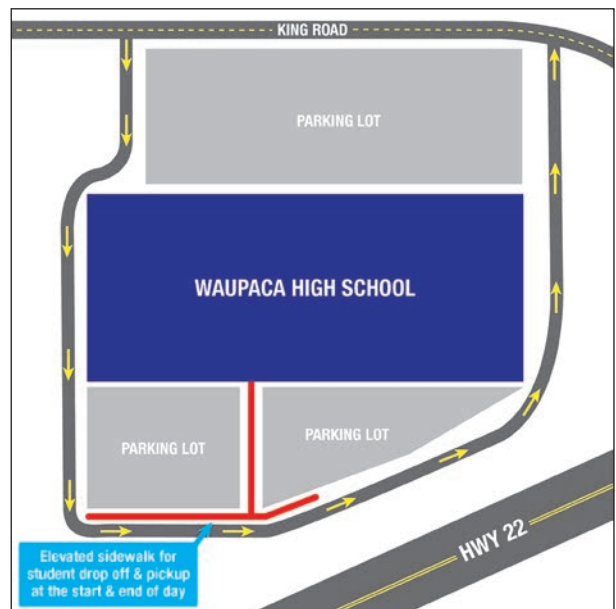 KING ROAD
PARKING LOT
WAUPACA HIGH SCHOOL
PARKING LOT
PARKING LOT
HWY 22
Elevated sidewalk for
student drop off & pickup
at the start & end of day